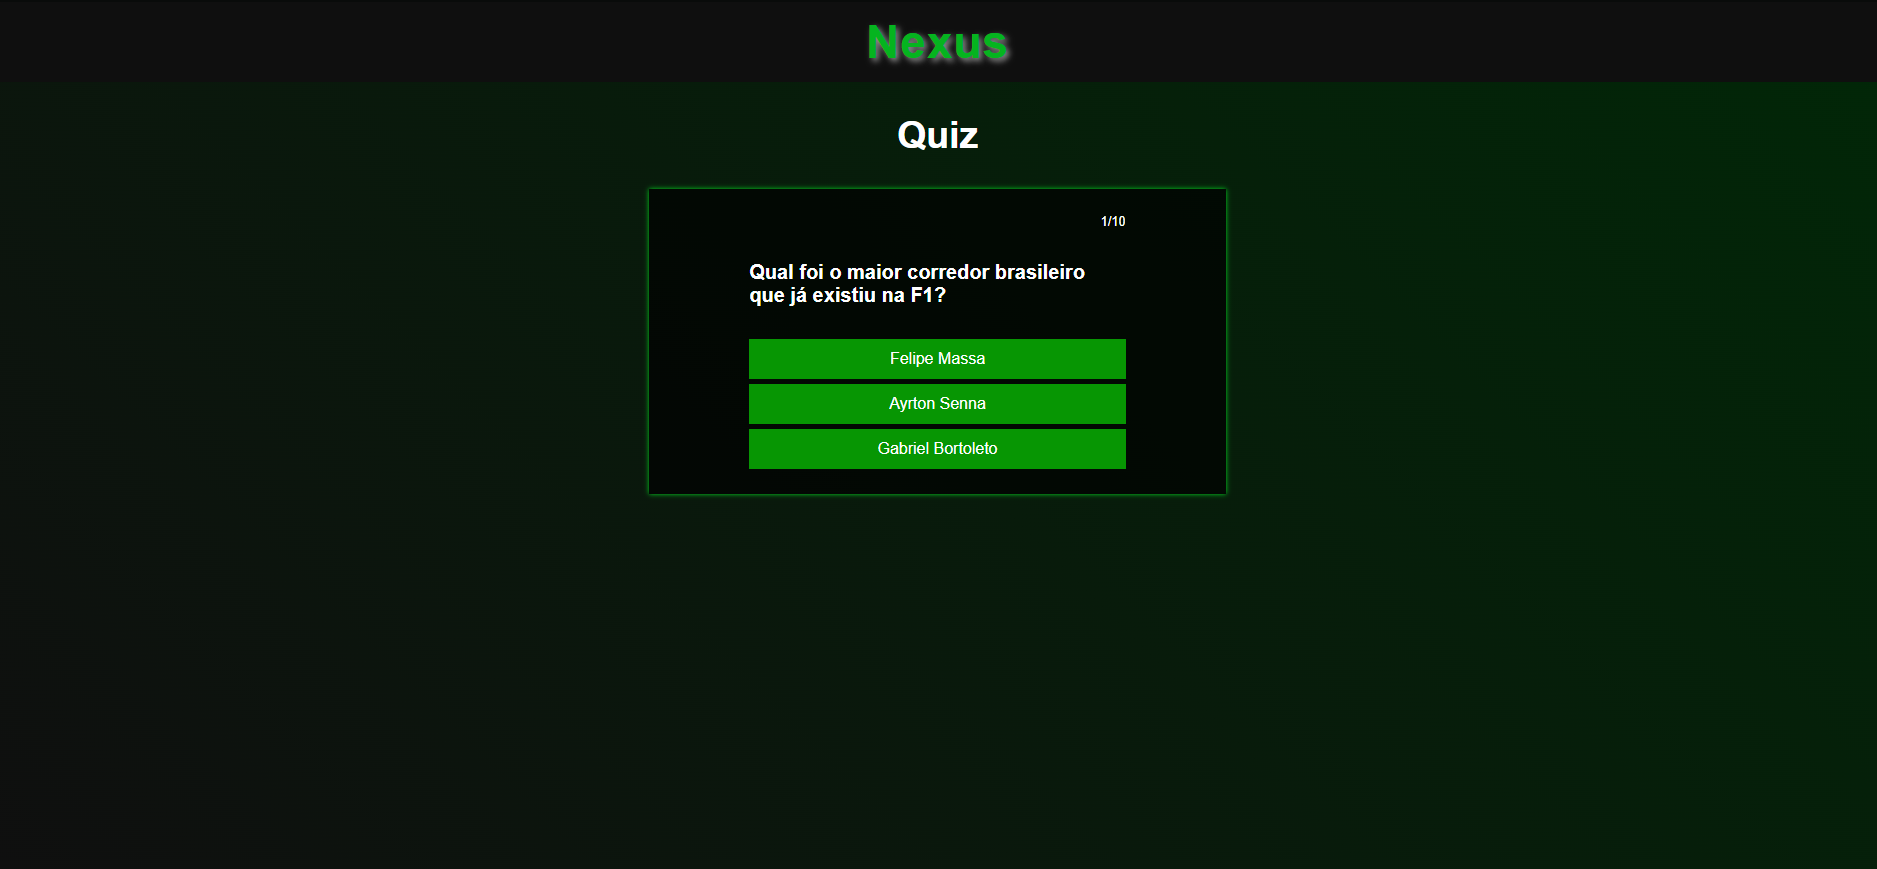 Nexus
Quiz
1/10
Qual foi o maior corredor brasileiro
que já existiu na F1?
Felipe Massa
Ayrton Senna
Gabriel Bortoleto